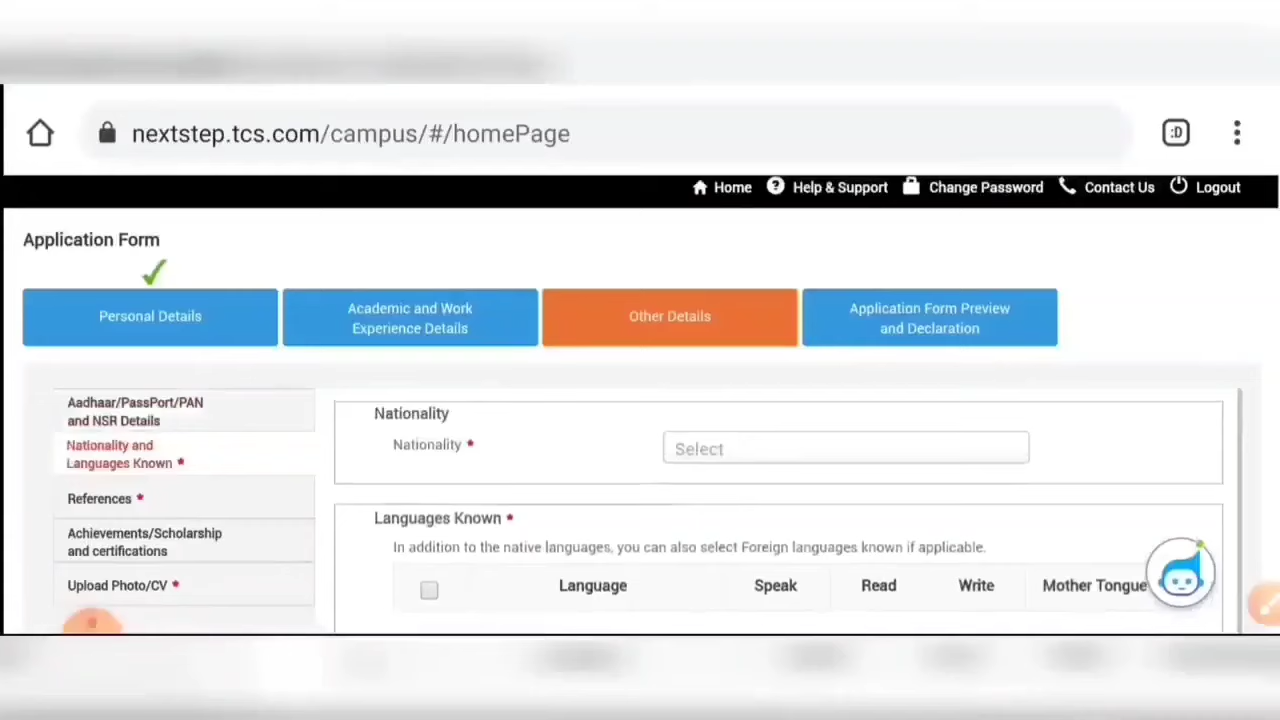 nextstep.tcs.com/campus/#/homePage
:D
Home Help & Support Change Password Contact Us Logout
Application Form
Personal Details
Academic and Work
Experience Details
Other Details
Application Form Preview
and Declaration
Aadhaar/PassPort/PAN
and NSR Details
Nationality and
Languages Known *
References *
Achievements/Scholarship
and certifications
Upload Photo/CV *
Nationality
Nationality *
Select
Languages Known *
In addition to the native languages, you can also select Foreign languages known if applicable.
Language Speak Read Write Mother Tongue